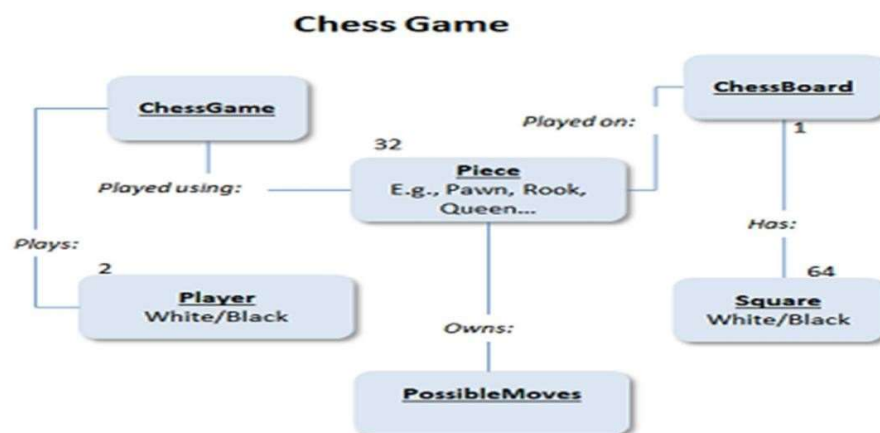 Chess Game
ChessGame
ChessBoard
1
Played on:
32
Piece
E.g., Pawn, Rook,
Queen...
Played using:
Plays:
2
Player
White/Black
Has:
64
Square
White/Black
Owns:
PossibleMoves